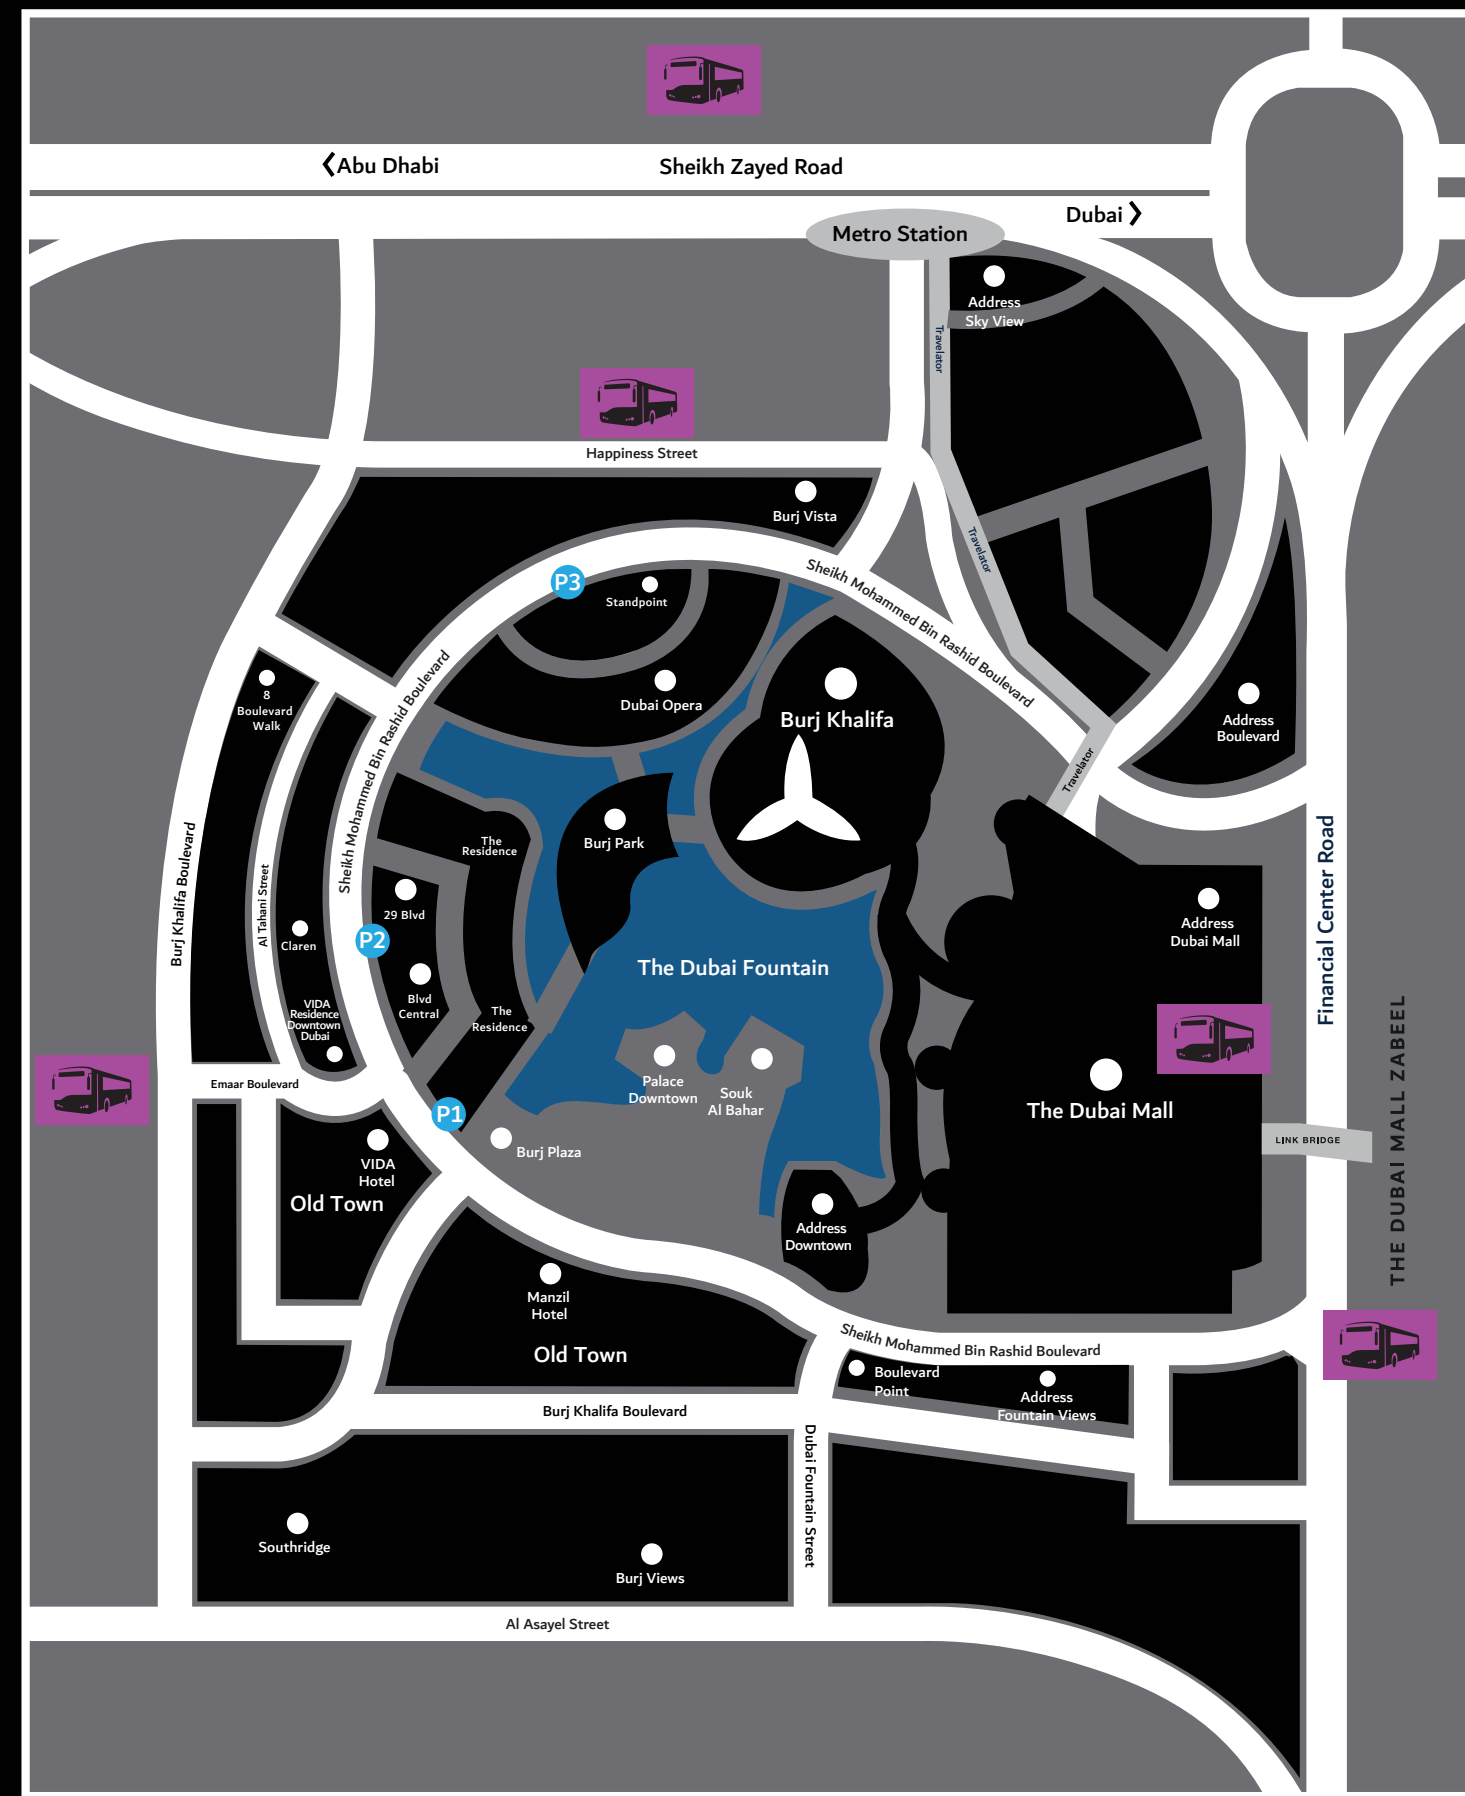 Abu Dhabi
Sheikh Zayed Road
Dubai
Metro Station
Address
Sky View
Travelator
Happiness Street
Burj Vista
Travelator
Sheikh Mohammed Bin Rashid Boulevard
P3
Standpoint
Dubai Opera
Burj Khalifa
8
Boulevard
Walk
Sheikh Mohammed Bin Rashid Boulevard
Address
Boulevard
Travelator
Burj Khalifa Boulevard
Al Tahani Street
The
Residence
Burj Park
29 Blvd
Claren
P2
Blvd
Central
The
Residence
VIDA
Residence
Downtown
Dubai
The Dubai Fountain
Address
Dubai Mall
Financial Center Road
THE DUBAI MALL ZABEEL
Emaar Boulevard
P1
Palace
Downtown
Souk
Al Bahar
The Dubai Mall
LINK BRIDGE
Burj Plaza
VIDA
Hotel
Old Town
Address
Downtown
Manzil
Hotel
Old Town
Sheikh Mohammed Bin Rashid Boulevard
Boulevard
Point
Address
Fountain Views
Burj Khalifa Boulevard
Dubai Fountain Street
Southridge
Burj Views
Al Asayel Street